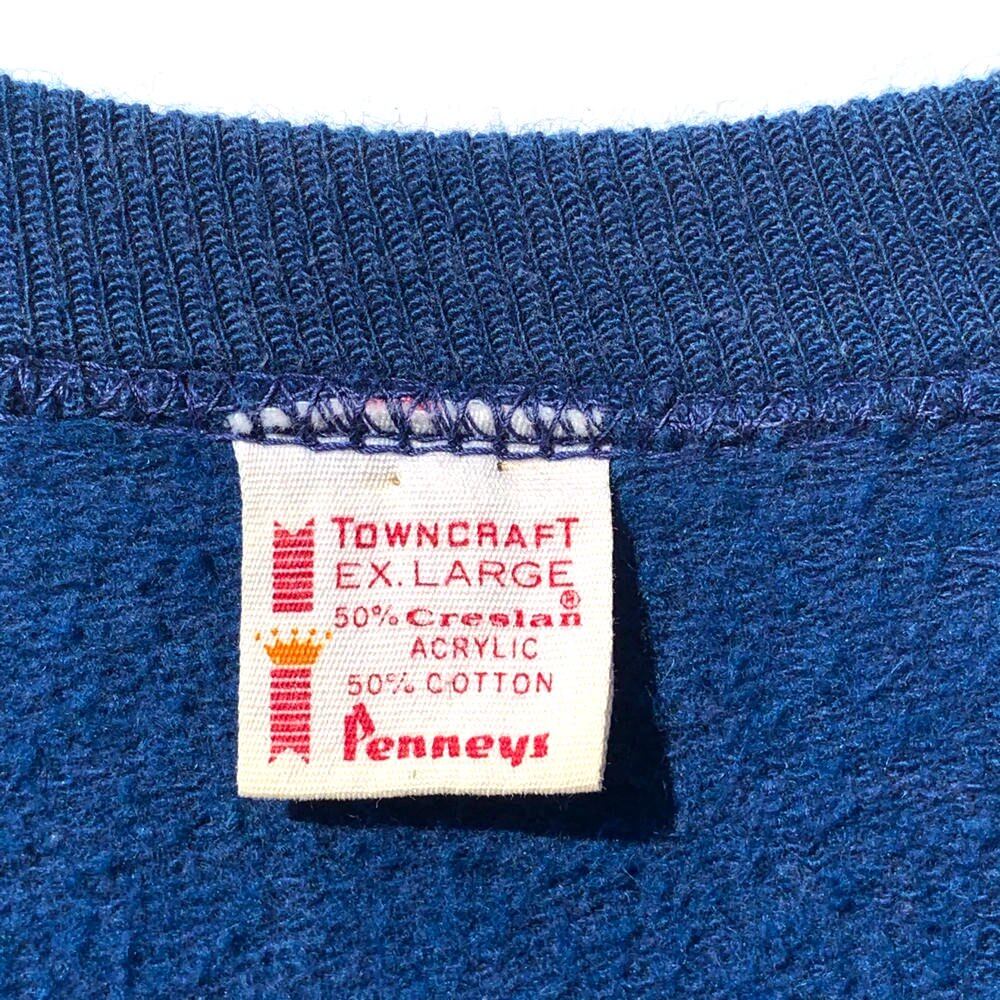 TOWNCRAFT
EX. LARGE
50% Creslan®
ACRYLIC
50% COTTON
Penneys